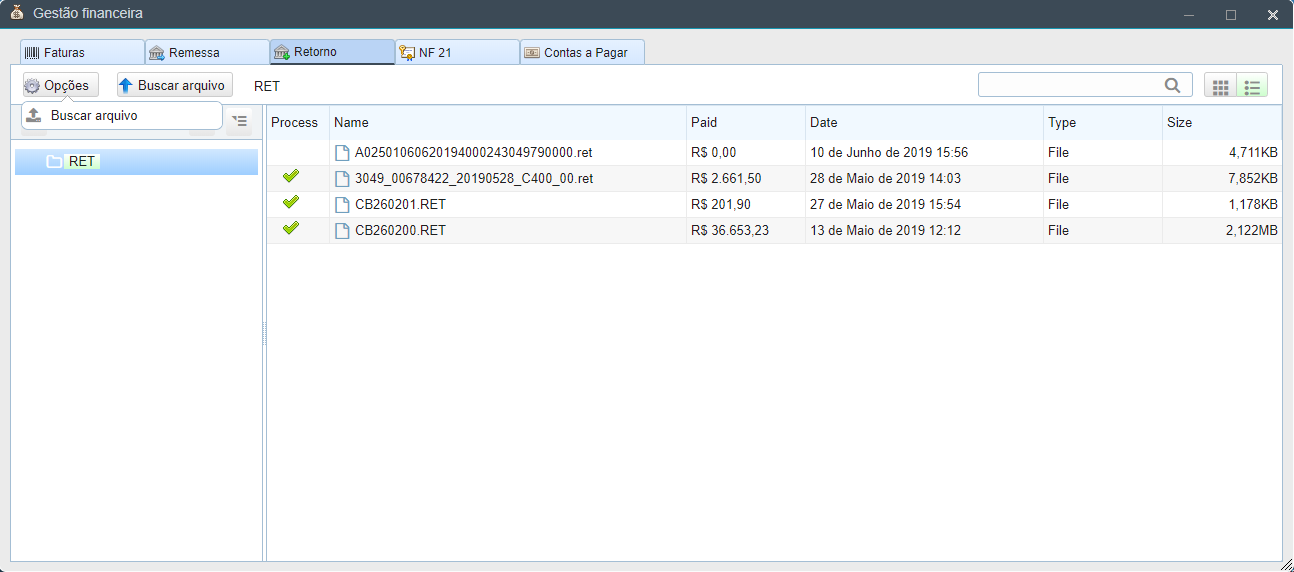 Gestão financeira
Faturas Remessa Retorno NF 21 Contas a Pagar
Opções Buscar arquivo RET
Buscar arquivo
RET
Process Name Paid Date Type Size
A02501060620194000243049790000.ret R$ 0,00 10 de Junho de 2019 15:56 File 4,711KB
3049_00678422_20190528_C400_00.ret R$ 2.661,50 28 de Maio de 2019 14:03 File 7,852KB
CB260201.RET R$ 201,90 27 de Maio de 2019 15:54 File 1,178KB
CB260200.RET R$ 36.653,23 13 de Maio de 2019 12:12 File 2,122MB